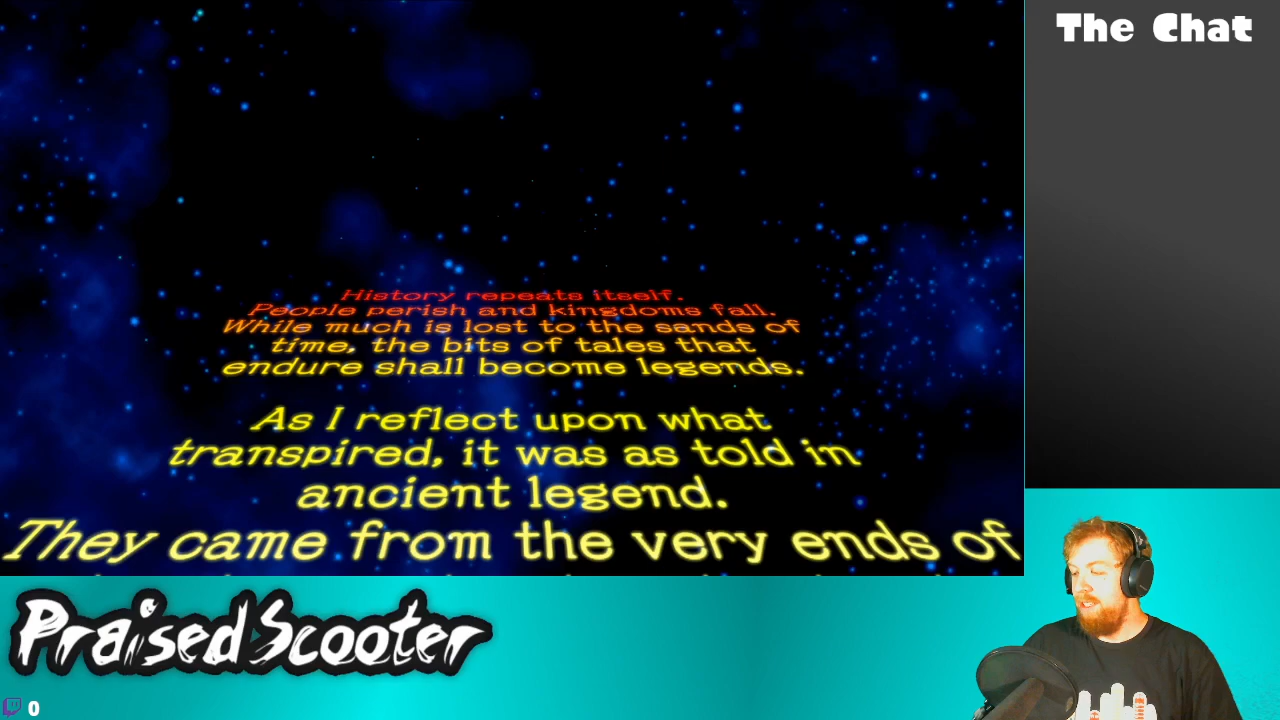 The Chat
History repeats itself.
People perish and kingdoms fall.
While much is lost to the sands of
time, the bits of tales that
endure shall become legends.
As I reflect upon what
transpired, it was as told in
ancient legend.
They came from the very ends of
Praised Scooter
0